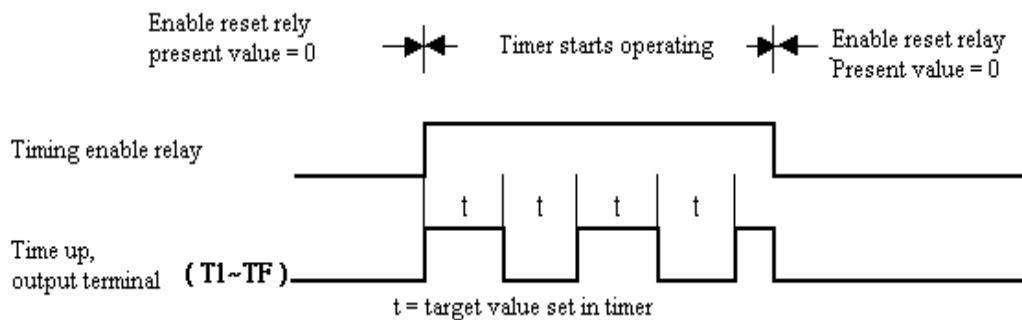 Enable reset rely
present value = 0
Timer starts operating
Enable reset relay
Present value = 0
Timing enable relay
t t t t
Time up,
output terminal ( T1~TF)
t = target value set in timer